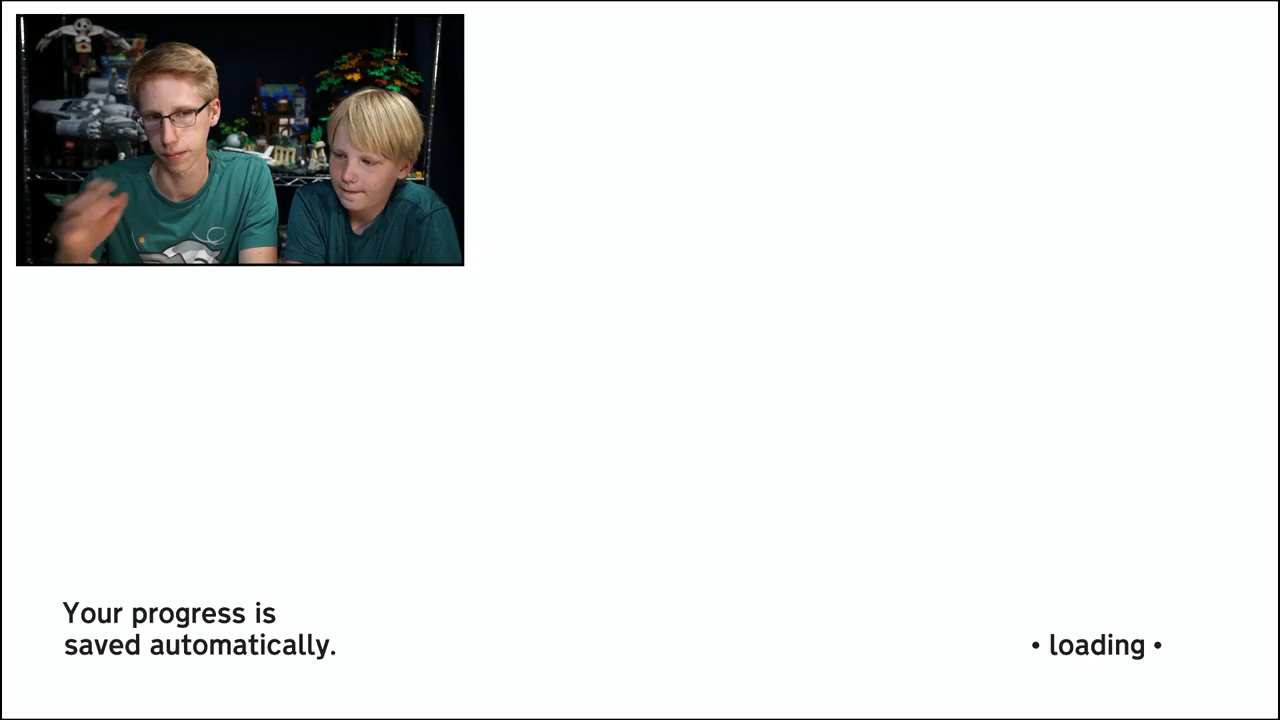 Your progress is
saved automatically.
• loading •